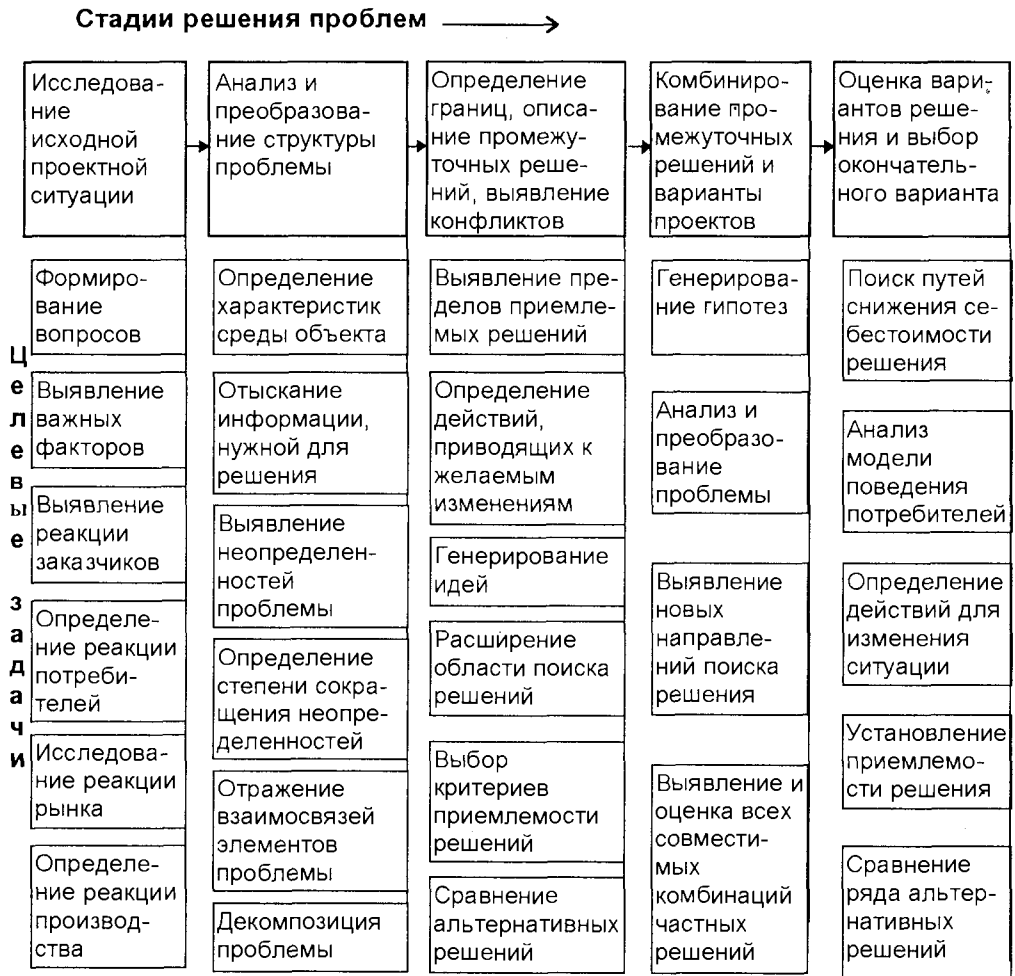 Стадии решения проблем
Исследова-
ние
исходной
проектной
ситуации
Анализ и
преобразова-
ние структуры
проблемы
Определение
границ, описа-
ние промежу-
точных реше-
ний, выявление
конфликтов
Комбиниро-
вание про-
межуточных
решений и
варианты
проектов
Оценка вари-
антов реше-
ния и выбор
окончатель-
ного варианта
Целевые задачи
Формиро-
вание
вопросов
Выявление
важных
факторов
Выявление
реакции
заказчиков
Определе-
ние реакции
потреби-
телей
Исследова-
ние реакции
рынка
Определе-
ние реакции
производ-
ства
Определение
характеристик
среды объекта
Отыскание
информации,
нужной для
решения
Выявление
неопределен-
ностей
проблемы
Определение
степени сокра-
щения неопре-
деленностей
Отражение
взаимосвязей
элементов
проблемы
Декомпозиция
проблемы
Выявление пре-
делов приемле-
мых решений
Определение
действий,
приводящих к
желаемым
изменениям
Генерирование
идей
Расширение
области поиска
решений
Выбор
критериев
приемлемости
решений
Сравнение
альтернативных
решений
Генерирова-
ние гипотез
Анализ и
преобразо-
вание
проблемы
Выявление
новых
направле-
ний поиска
решения
Выявление и
оценка всех
совмести-
мых
комбинаций
частных
решений
Поиск путей
снижения се-
бестоимости
решения
Анализ
модели
поведения
потребителей
Определение
действий для
изменения
ситуации
Установление
приемлемо-
сти решения
Сравнение
ряда альтер-
нативных
решений